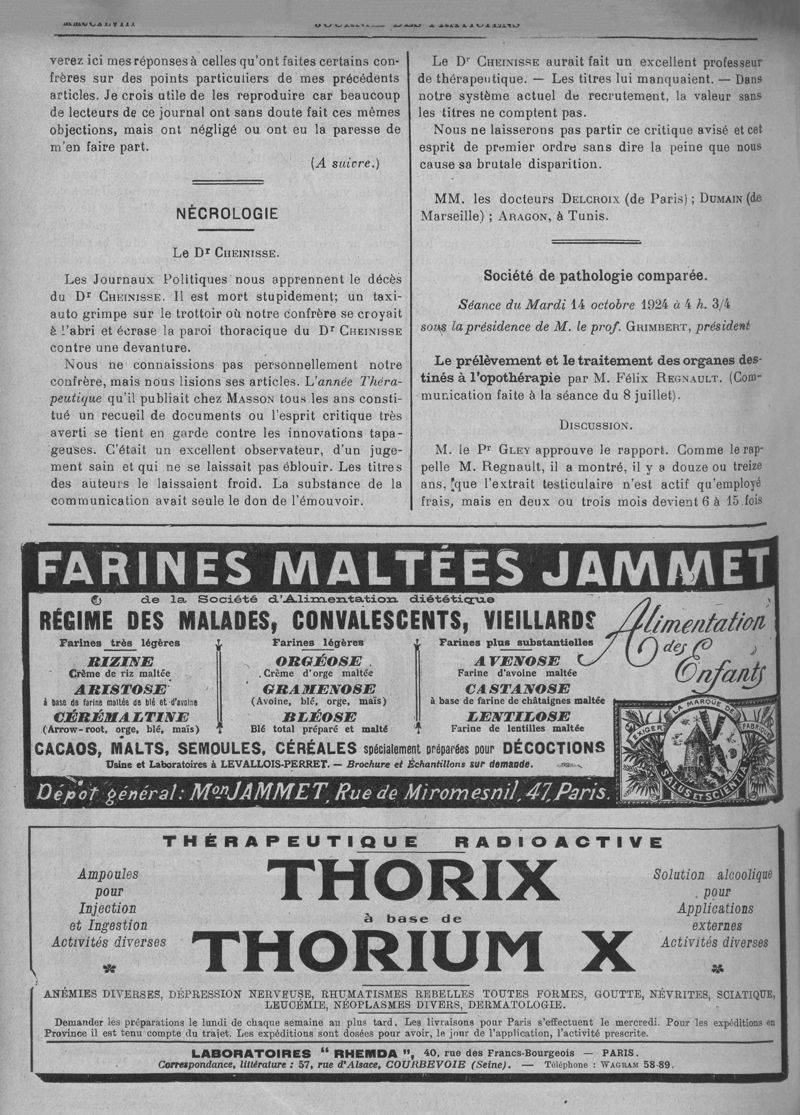 verez ici mes réponses à celles qu'ont faites certains con-
frères sur des points particuliers de mes précédents
articles. Je crois utile de les reproduire car beaucoup
de lecteurs de ce journal ont sans doute fait ces mêmes
objections, mais ont négligé ou ont eu la paresse de
m'en faire part.
(A suivre.)
NÉCROLOGIE
Le Dr CHEINISSE.
Les Journaux Politiques nous apprennent le décès
du Dr CHEINISSE. Il est mort stupidement; un taxi-
auto grimpe sur le trottoir où notre confrère se croyait
à l'abri et écrase la paroi thoracique du Dr CHEINISSE
contre une devanture.
Nous ne connaissions pas personnellement notre
confrère, mais nous lisions ses articles. L'année Théra-
peutique qu'il publiait chez MASSON tous les ans consti-
tué un recueil de documents ou l'esprit critique très
averti se tient en garde contre les innovations tapa-
geuses. C'était un excellent observateur, d'un juge-
ment sain et qui ne se laissait pas éblouir. Les titres
des auteurs le laissaient froid. La substance de la
communication avait seule le don de l'émouvoir.
Le Dr CHEINISSE aurait fait un excellent professeur
de thérapeutique. — Les titres lui manquaient. — Dans
notre système actuel de recrutement, la valeur sans
les titres ne comptent pas.
Nous ne laisserons pas partir ce critique avisé et cet
esprit de premier ordre sans dire la peine que nous
cause sa brutale disparition.
MM. les docteurs DELCROIX (de Paris) ; DUMAIN (de
Marseille) ; ARAGON, à Tunis.
Société de pathologie comparée.
Séance du Mardi 14 octobre 1924 à 4 h. 3/4
sous la présidence de M. le prof. GRIMBERT, président
Le prélèvement et le traitement des organes des-
tinés à l'opothérapie par M. Félix REGNAULT. (Com-
munication faite à la séance du 8 juillet).
DISCUSSION.
M. le Pr GLEY approuve le rapport. Comme le rap-
pelle M. Regnault, il a montré, il y a douze ou treize
ans, que l'extrait testiculaire n'est actif qu'employé
frais, mais en deux ou trois mois devient 6 à 15 fois
FARINES MALTÉES JAMMET
de la Société d'Alimentation diététique
RÉGIME DES MALADES, CONVALESCENTS, VIEILLARDS
Alimentation
des
Enfants
Farines très légères
RIZINE
Crème de riz maltée
ARISTOSE
à base de farine maltée de blé et d'avoine
CÉRÉMALTINE
(Arrow-root, orge, blé, maïs)
Farines légères
ORGÉOSE
Crème d'orge maltée
GRAMENOSE
(Avoine, blé, orge, maïs)
BLÉOSE
Blé total préparé et malté
Farines plus substantielles
AVENOSE
Farine d'avoine maltée
CASTANOSE
à base de farine de châtaignes maltée
LENTILOSE
Farine de lentilles maltée
CACAOS, MALTS, SEMOULES, CÉRÉALES spécialement préparées pour DÉCOCTIONS
Usine et Laboratoires à LEVALLOIS-PERRET. — Brochure et Échantillons sur demande.
EXIGER LA MARQUE DE FABRIQUE
SALUS ET SCIENTIA
Dépôt général : Mon JAMMET, Rue de Miromesnil, 47, Paris.
THÉRAPEUTIQUE RADIOACTIVE
Ampoules
pour
Injection
et Ingestion
Activités diverses
THORIX
à base de
THORIUM X
Solution alcoolique
pour
Applications
externes
Activités diverses
ANÉMIES DIVERSES, DÉPRESSION NERVEUSE, RHUMATISMES REBELLES TOUTES FORMES, GOUTTE, NÉVRITES, SCIATIQUE,
LEUCÉMIE, NÉOPLASMES DIVERS, DERMATOLOGIE.
Demander les préparations le lundi de chaque semaine au plus tard. Les livraisons pour Paris s'effectuent le mercredi. Pour les expéditions en
Province il est tenu compte du trajet. Les expéditions sont dosées pour avoir, le jour de l'application, l'activité prescrite.
LABORATOIRES “ RHEMDA ”, 40, rue des Francs-Bourgeois — PARIS.
Correspondance, littérature : 57, rue d'Alsace, COURBEVOIE (Seine). — Téléphone : WAGRAM 58-89.